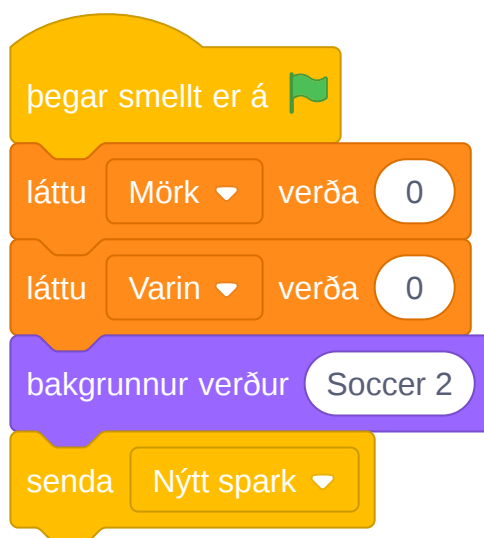 þegar smellt er á
láttu Mörk verða 0
láttu Varin verða 0
bakgrunnur verður Soccer 2
senda Nýtt spark